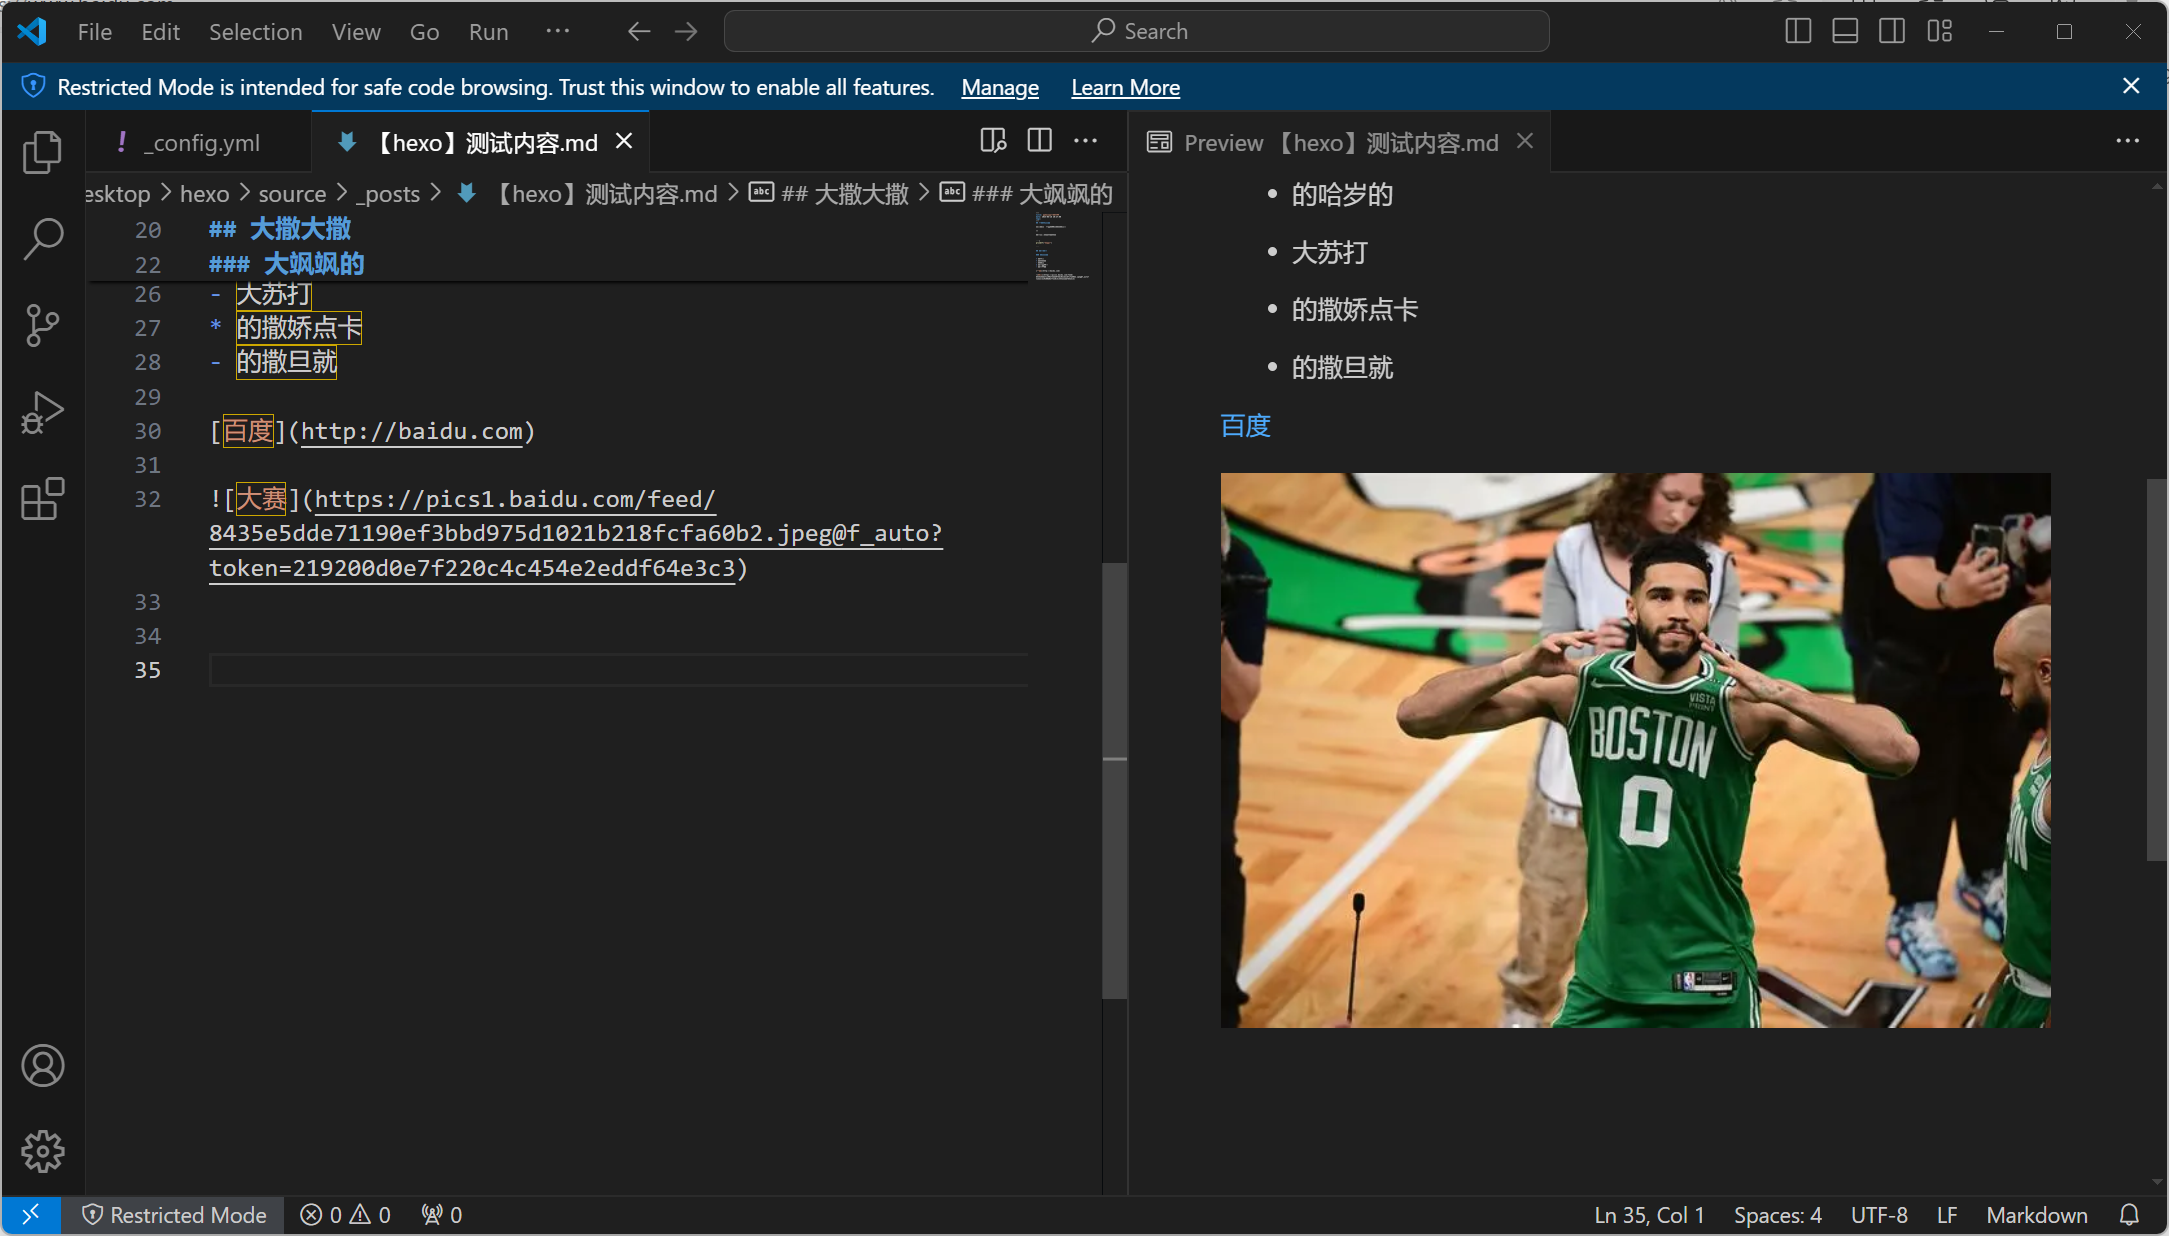 File Edit Selection View Go Run ··· Search
Restricted Mode is intended for safe code browsing. Trust this window to enable all features. Manage Learn More
! _config.yml 【hexo】测试内容.md
esktop > hexo > source > _posts > 【hexo】测试内容.md > ## 大撒大撒 > ### 大飒飒的
20 ## 大撒大撒
22 ### 大飒飒的
26 - 大苏打
27 * 的撒娇点卡
28 - 的撒旦就
29
30 [百度](http://baidu.com)
31
32 ![大赛](https://pics1.baidu.com/feed/
8435e5dde71190ef3bbd975d1021b218fcfa60b2.jpeg@f_auto?
token=219200d0e7f220c4c454e2eddf64e3c3)
33
34
35
Preview 【hexo】测试内容.md
• 的哈岁的
• 大苏打
• 的撒娇点卡
• 的撒旦就
百度
VISTA
PRINT
BOSTON
0
Restricted Mode 0 0 0
Ln 35, Col 1 Spaces: 4 UTF-8 LF Markdown